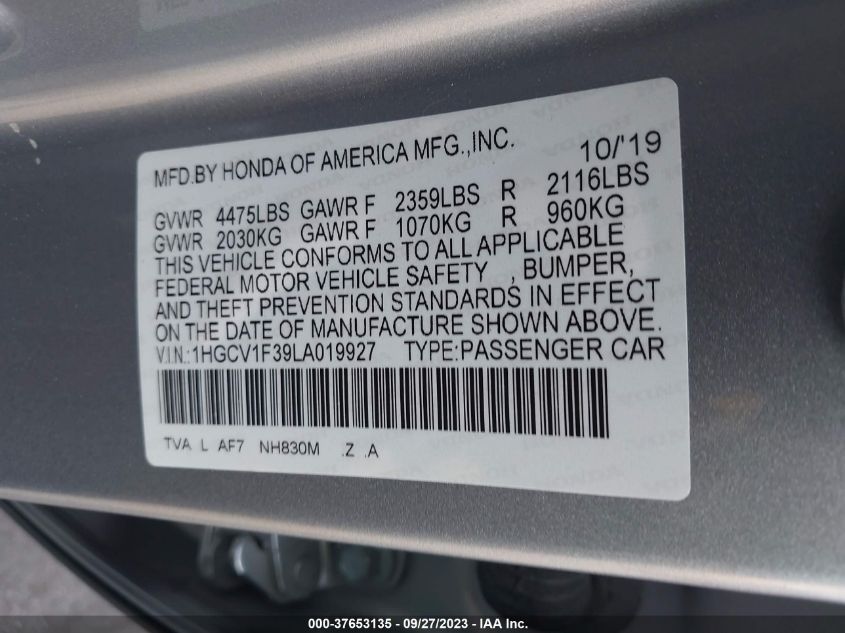 MFD.BY HONDA OF AMERICA MFG.,INC. 10/'19
GVWR 4475LBS GAWR F 2359LBS R 2116LBS
GVWR 2030KG GAWR F 1070KG R 960KG
THIS VEHICLE CONFORMS TO ALL APPLICABLE
FEDERAL MOTOR VEHICLE SAFETY , BUMPER,
AND THEFT PREVENTION STANDARDS IN EFFECT
ON THE DATE OF MANUFACTURE SHOWN ABOVE.
V.I.N.:1HGCV1F39LA019927 TYPE:PASSENGER CAR
TVA L AF7 NH830M .Z .A
000-37653135 - 09/27/2023 - IAA Inc.